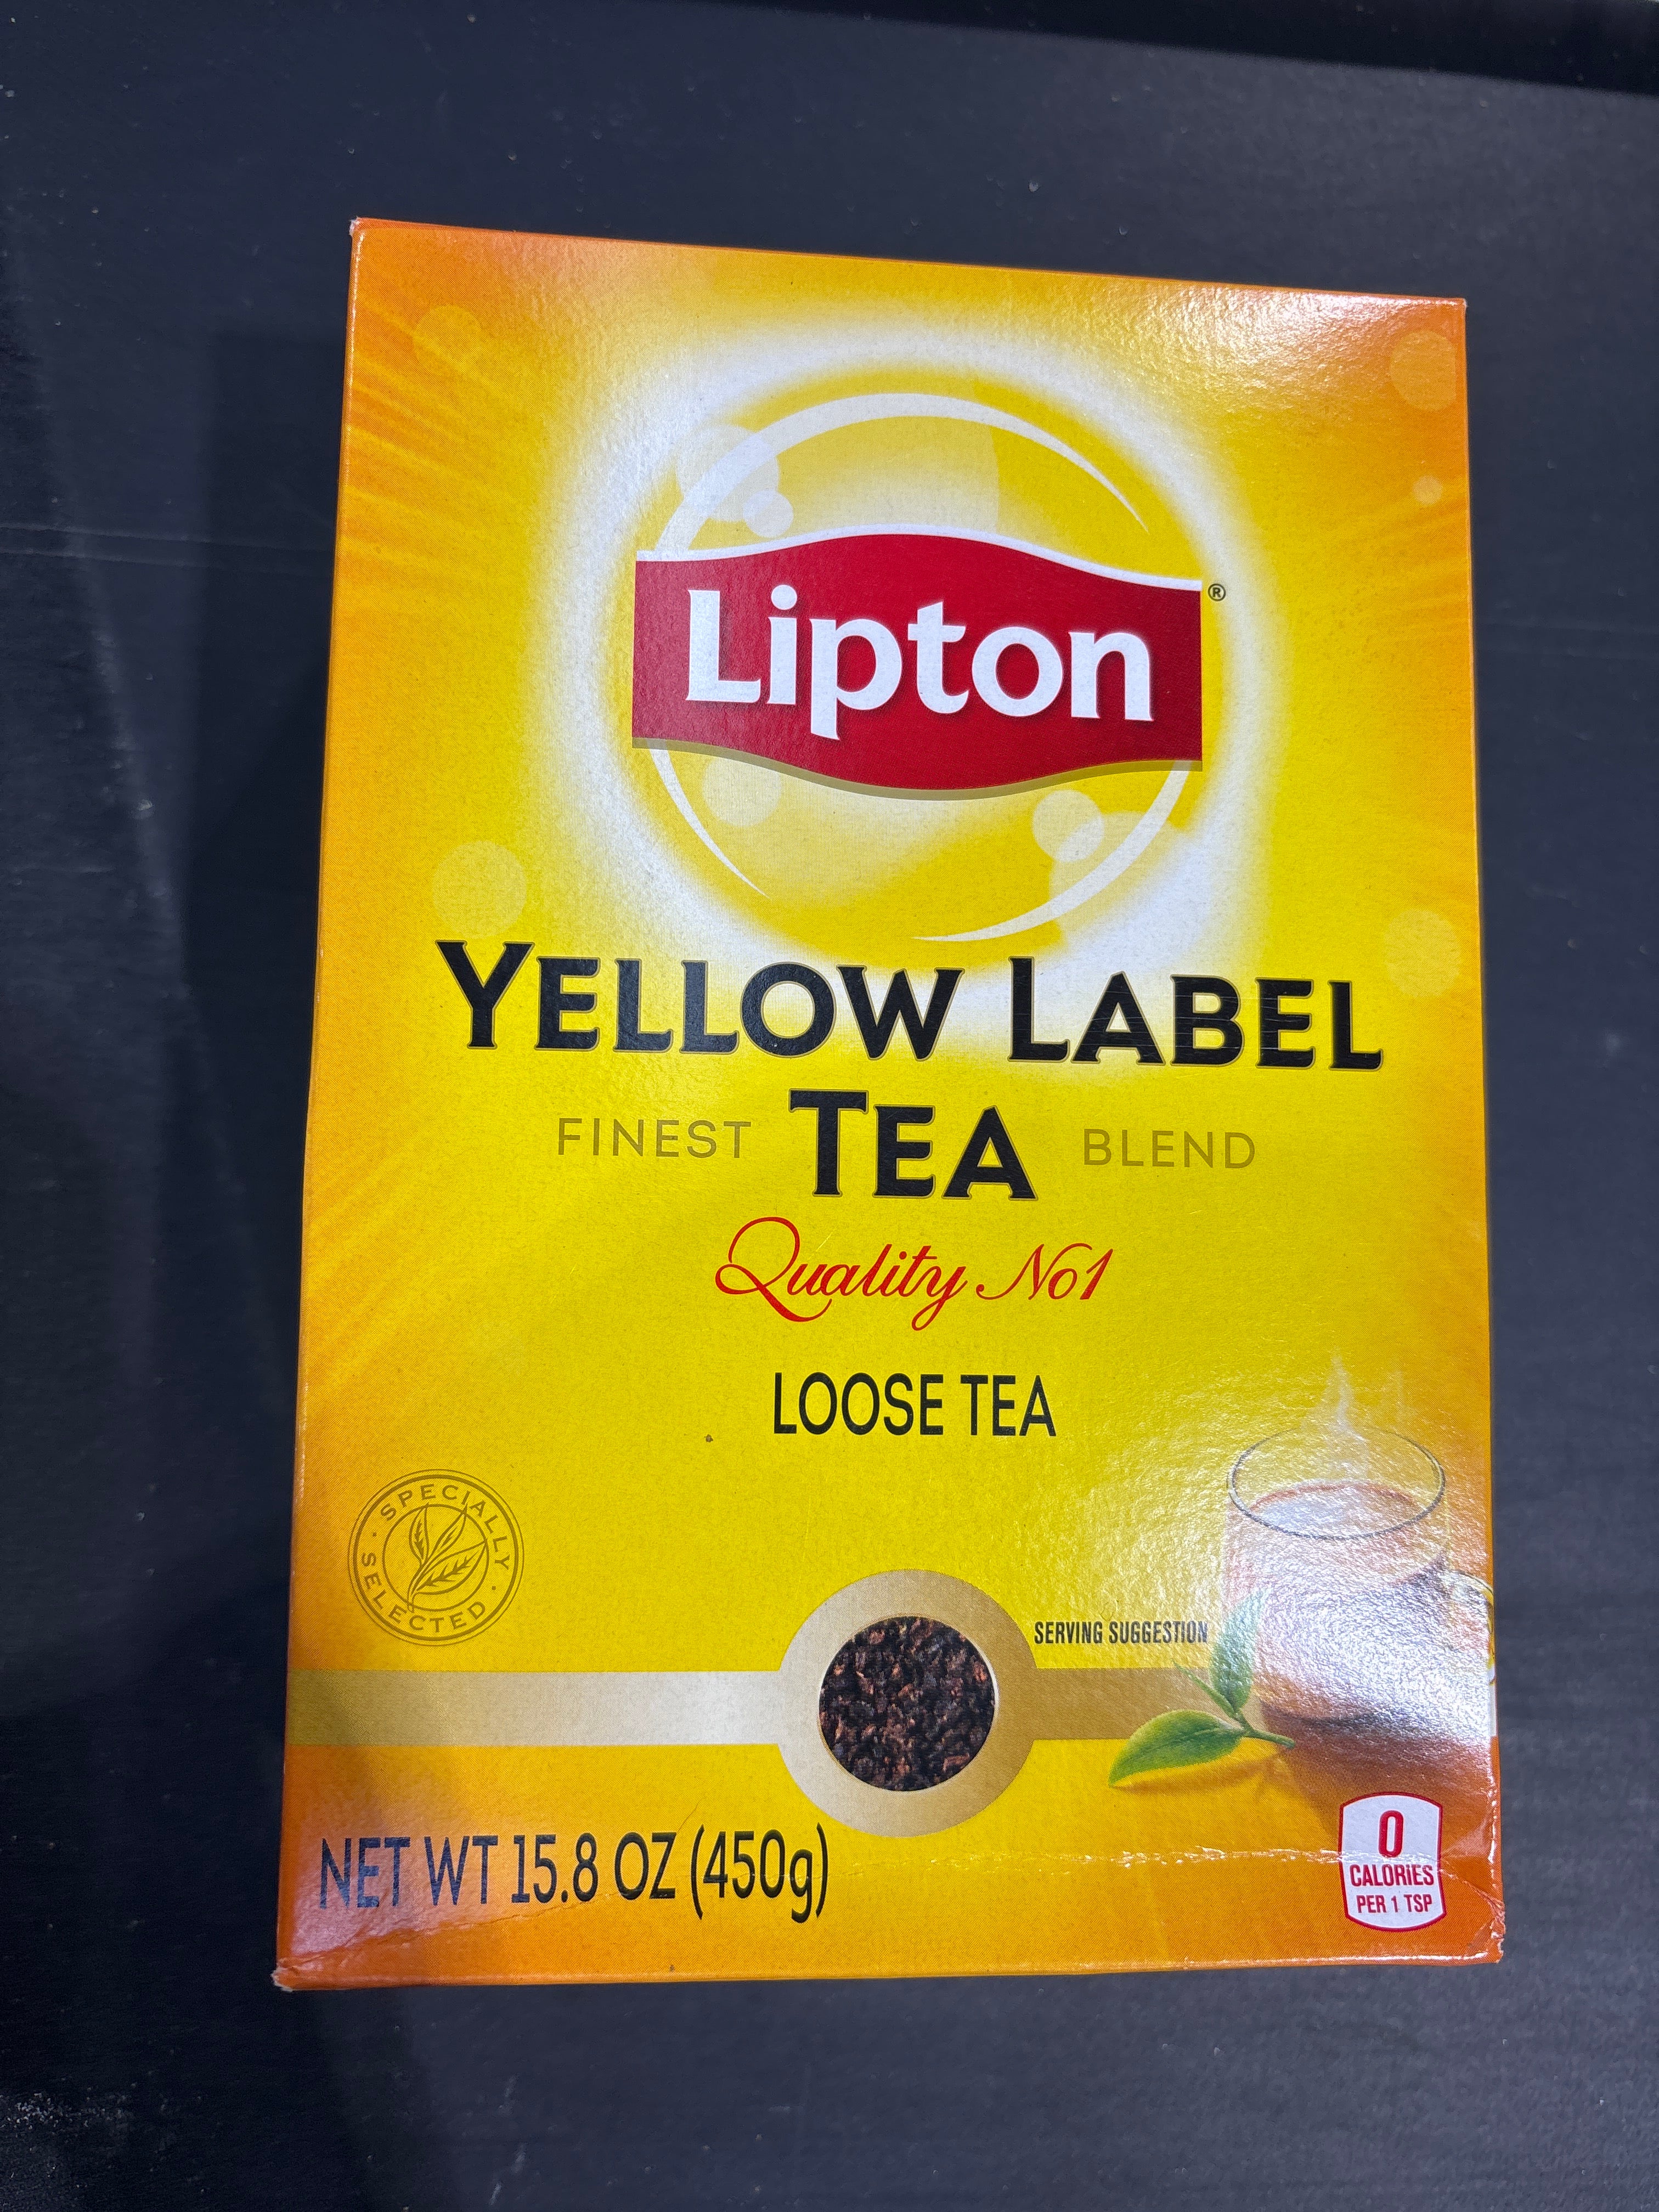 Lipton®
YELLOW LABEL
FINEST TEA BLEND
Quality No1
LOOSE TEA
SPECIALLY SELECTED
SERVING SUGGESTION
NET WT 15.8 OZ (450g)
0
CALORIES
PER 1 TSP